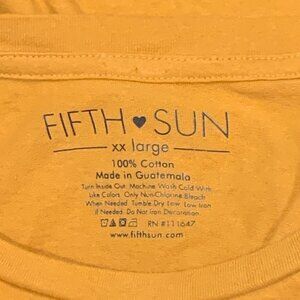 FIFTH♥SUN
xx large
100% Cotton
Made in Guatemala
Turn Inside Out. Machine Wash Cold With
Like Colors. Only Non-Chlorine Bleach
When Needed. Tumble Dry Low. Low Iron
if Needed. Do Not Iron Decoration
RN #111647
www.fifthsun.com